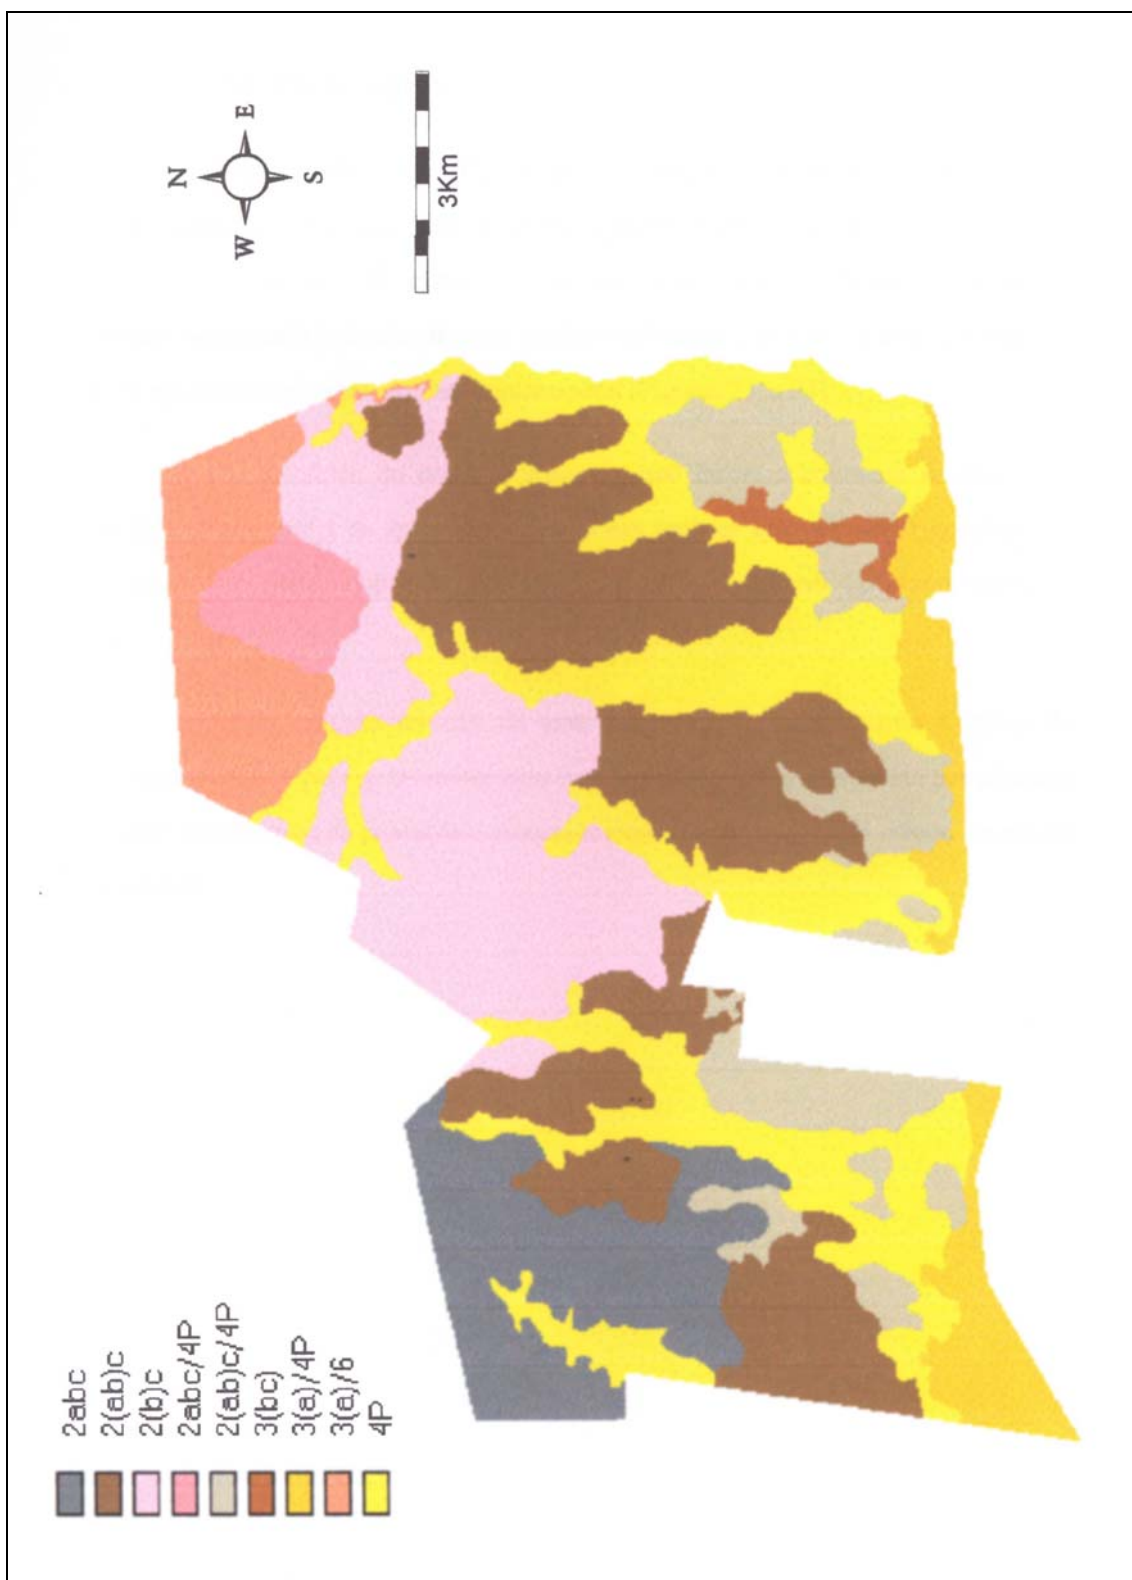 N
E
S
W
3Km
2abc
2(ab)c
2(b)c
2abc/4P
2(ab)c/4P
3(bc)
3(a)/4P
3(a)/6
4P